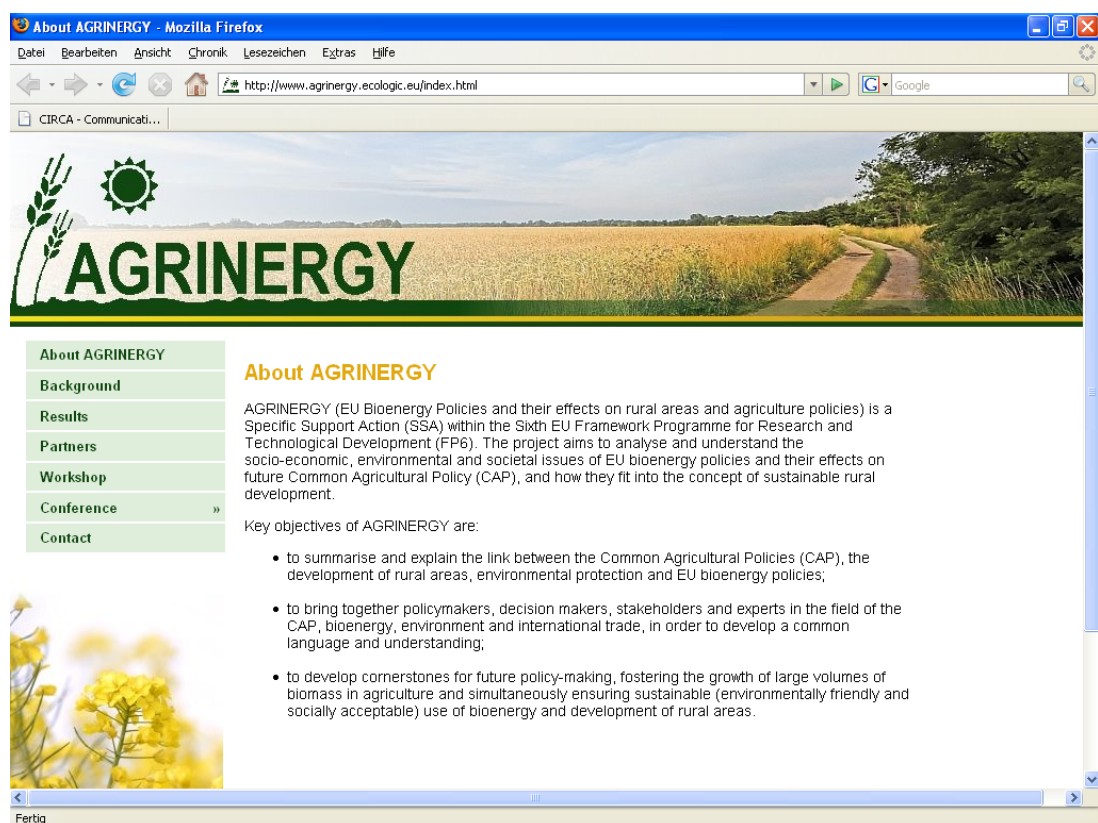 About AGRINERGY - Mozilla Firefox
Datei Bearbeiten Ansicht Chronik Lesezeichen Extras Hilfe
http://www.agrinergy.ecologic.eu/index.html
G Google
CIRCA - Communicati...
AGRINERGY
About AGRINERGY
Background
Results
Partners
Workshop
Conference »
Contact
About AGRINERGY
AGRINERGY (EU Bioenergy Policies and their effects on rural areas and agriculture policies) is a
Specific Support Action (SSA) within the Sixth EU Framework Programme for Research and
Technological Development (FP6). The project aims to analyse and understand the
socio-economic, environmental and societal issues of EU bioenergy policies and their effects on
future Common Agricultural Policy (CAP), and how they fit into the concept of sustainable rural
development.
Key objectives of AGRINERGY are:
• to summarise and explain the link between the Common Agricultural Policies (CAP), the
development of rural areas, environmental protection and EU bioenergy policies;
• to bring together policymakers, decision makers, stakeholders and experts in the field of the
CAP, bioenergy, environment and international trade, in order to develop a common
language and understanding;
• to develop cornerstones for future policy-making, fostering the growth of large volumes of
biomass in agriculture and simultaneously ensuring sustainable (environmentally friendly and
socially acceptable) use of bioenergy and development of rural areas.
Fertig